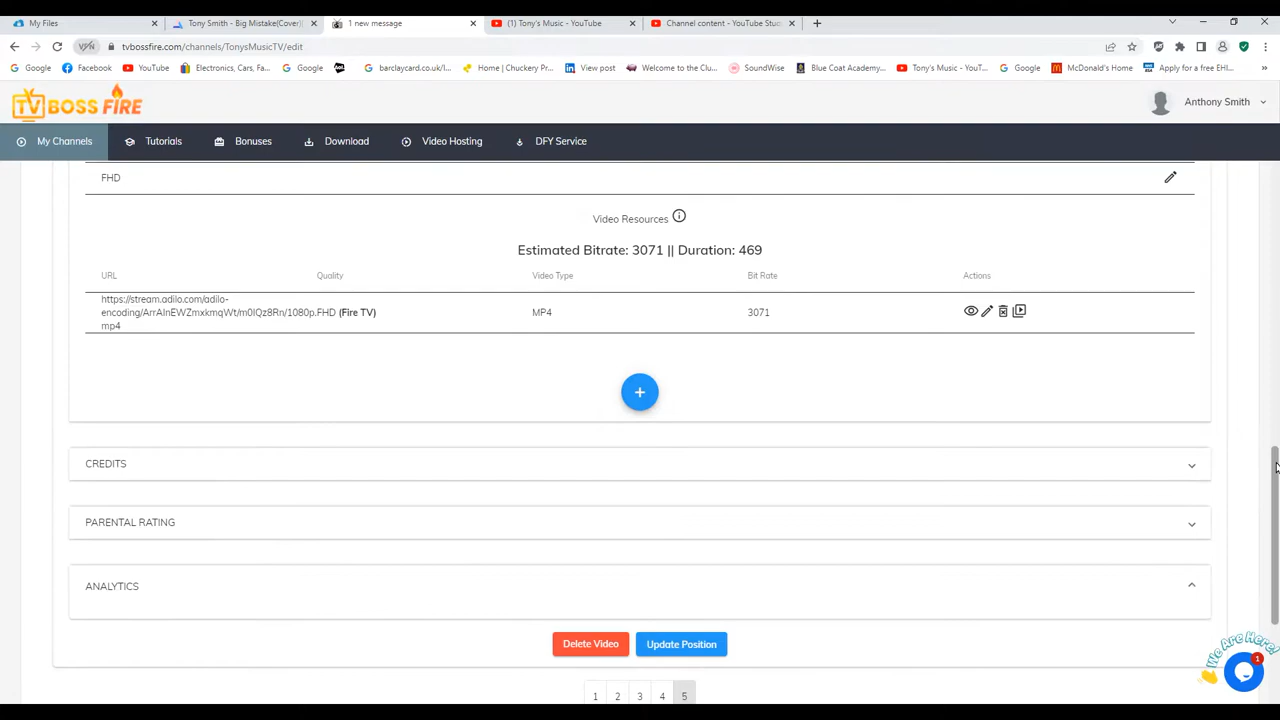 My Files
Tony Smith - Big Mistake(Cover)
1 new message
(1) Tony's Music - YouTube
Channel content - YouTube Stud
VPN
tvbossfire.com/channels/TonysMusicTV/edit
Google
Facebook
YouTube
Electronics, Cars, Fa...
Google
barclaycard.co.uk/l...
Home | Chuckery Pr...
View post
Welcome to the Clu...
SoundWise
Blue Coat Academy...
Tony's Music - YouT...
Google
McDonald's Home
Apply for a free EHI...
TV BOSS FIRE
Anthony Smith
My Channels
Tutorials
Bonuses
Download
Video Hosting
DFY Service
FHD
Video Resources
Estimated Bitrate: 3071 || Duration: 469
URL Quality Video Type Bit Rate Actions
https://stream.adilo.com/adilo-
encoding/ArrAlnEWZmxkmqWt/m0IQz8Rn/1080p.FHD (Fire TV) MP4 3071
mp4
+
CREDITS
PARENTAL RATING
ANALYTICS
Delete Video
Update Position
We Are Here!
1
1 2 3 4 5